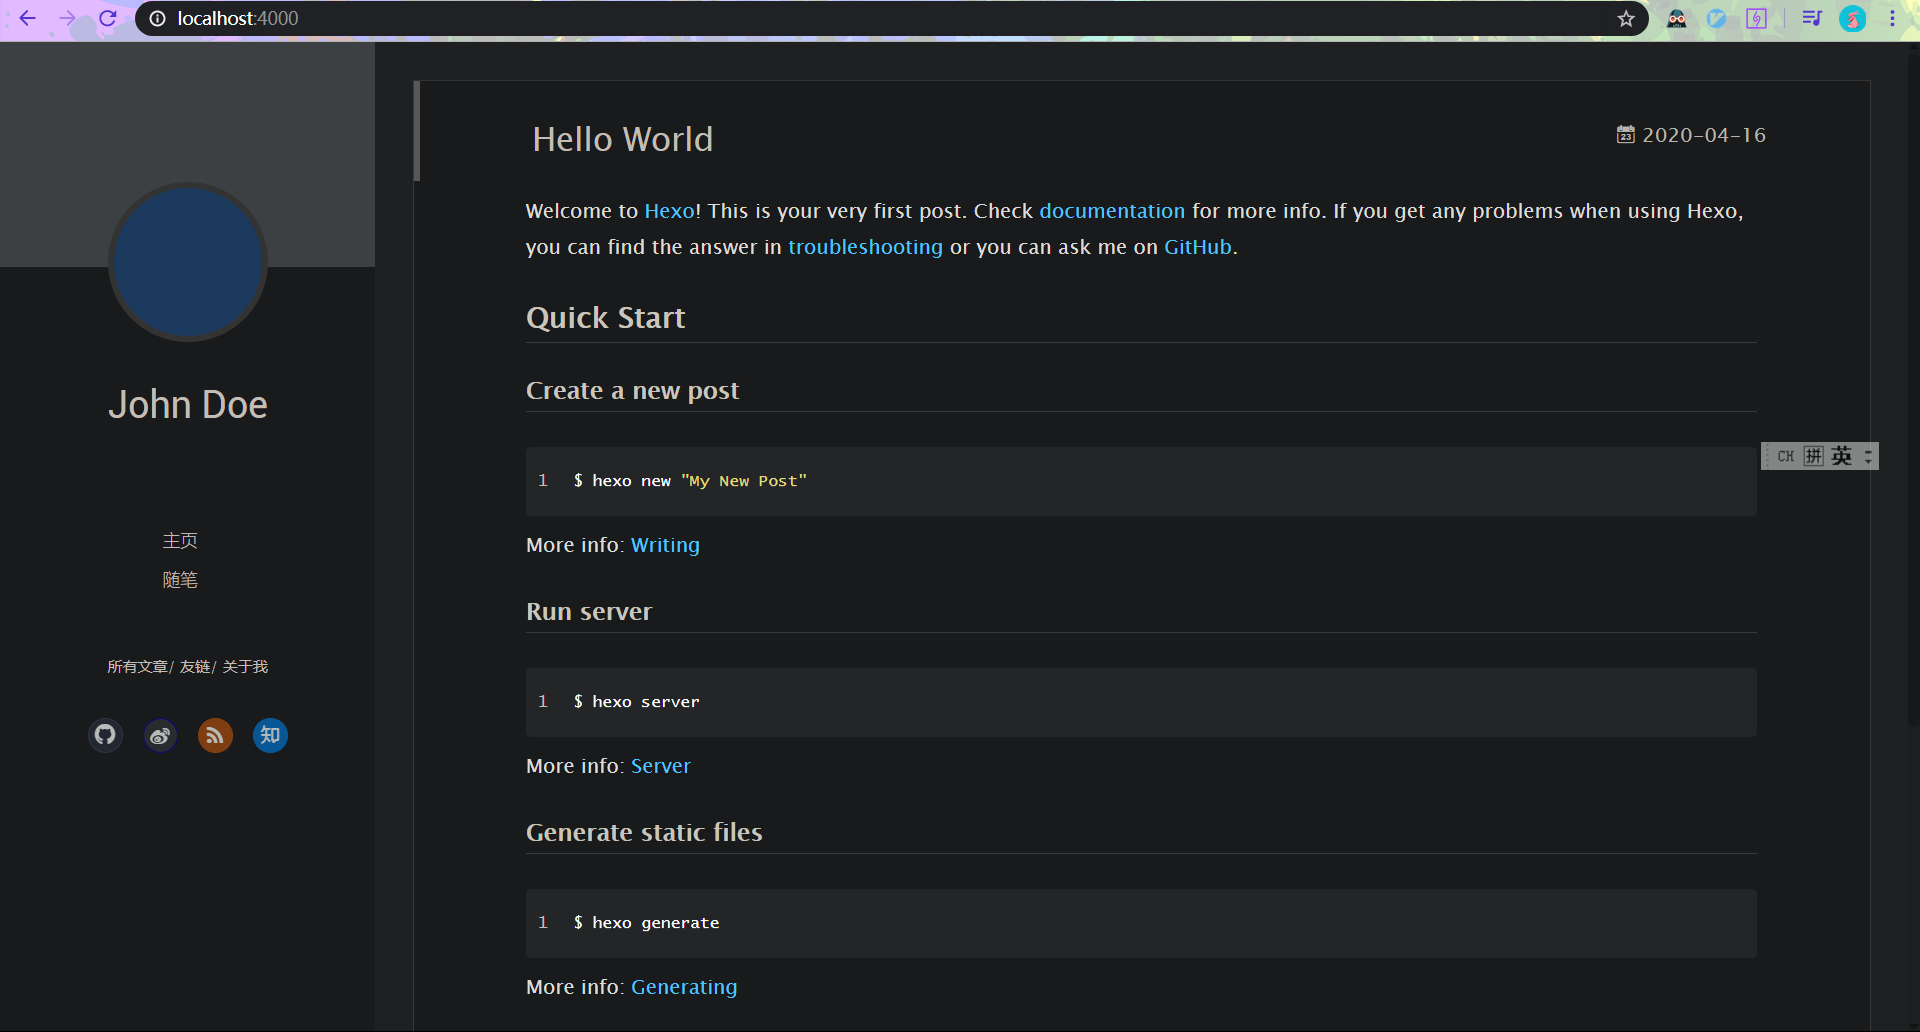 localhost:4000
John Doe
主页
随笔
所有文章/ 友链/ 关于我
知
Hello World
23 2020-04-16
Welcome to Hexo! This is your very first post. Check documentation for more info. If you get any problems when using Hexo,
you can find the answer in troubleshooting or you can ask me on GitHub.
Quick Start
Create a new post
1 $ hexo new "My New Post"
CH 拼 英
More info: Writing
Run server
1 $ hexo server
More info: Server
Generate static files
1 $ hexo generate
More info: Generating